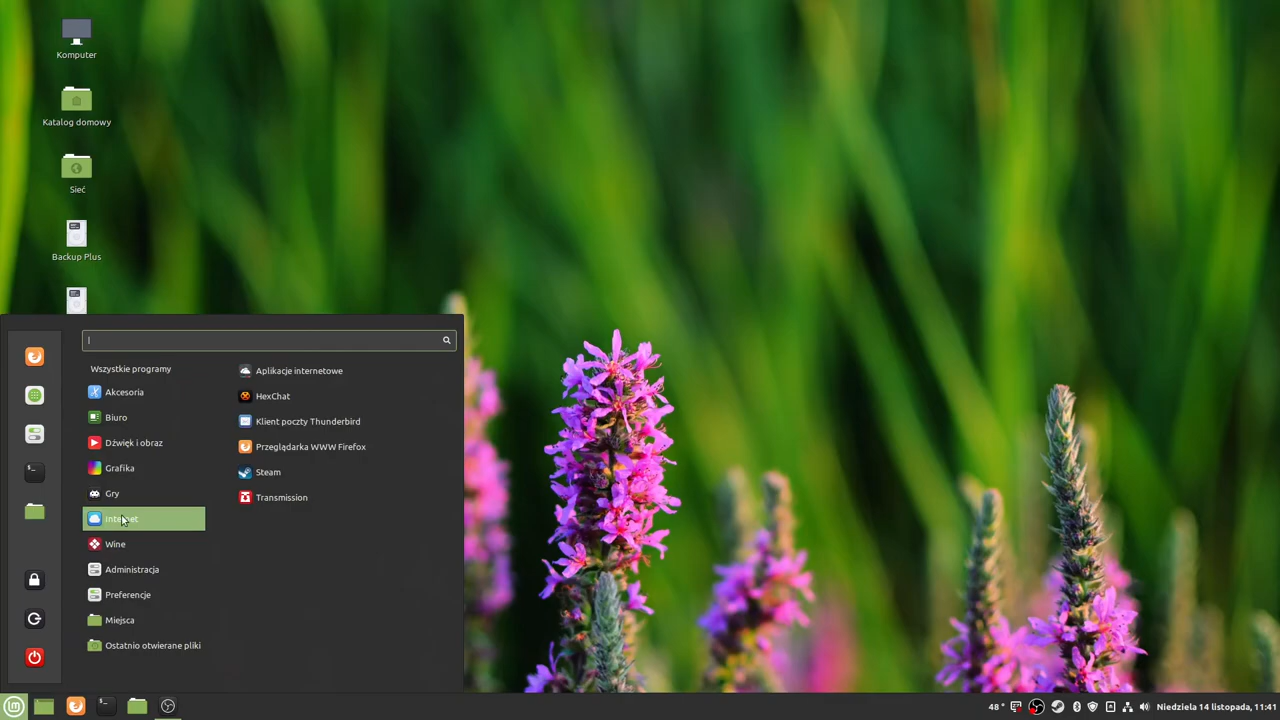 Komputer
Katalog domowy
Sieć
Backup Plus
Wszystkie programy
Akcesoria
Biuro
Dźwięk i obraz
Grafika
Gry
Internet
Wine
Administracja
Preferencje
Miejsca
Ostatnio otwierane pliki
Aplikacje internetowe
HexChat
Klient poczty Thunderbird
Przeglądarka WWW Firefox
Steam
Transmission
48 °
Niedziela 14 listopada, 11:41